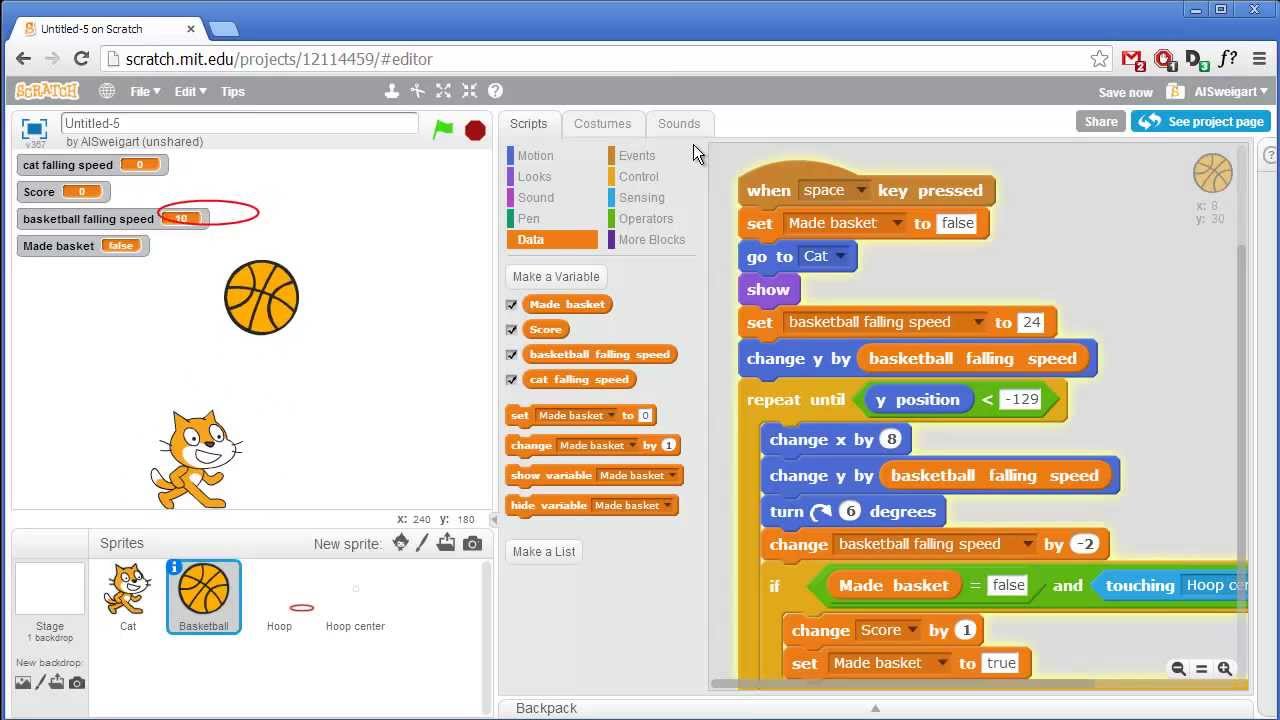 Untitled-5 on Scratch
scratch.mit.edu/projects/12114459/#editor
2 1 D 3 f?
SCRATCH File Edit Tips Save now AlSweigart
Untitled-5
by AlSweigart (unshared)
v387
Scripts Costumes Sounds Share See project page
cat falling speed 0
Score 0
basketball falling speed 10
Made basket false
Motion Events
Looks Control
Sound Sensing
Pen Operators
Data More Blocks
Make a Variable
Made basket
Score
basketball falling speed
cat falling speed
set Made basket to 0
change Made basket by 1
show variable Made basket
hide variable Made basket
Make a List
when space key pressed
set Made basket to false
go to Cat
show
set basketball falling speed to 24
change y by basketball falling speed
repeat until y position < -129
change x by 8
change y by basketball falling speed
turn 6 degrees
change basketball falling speed by -2
if Made basket = false and touching Hoop cer
change Score by 1
set Made basket to true
x: 8
y: 30
x: 240 y: 180
Sprites New sprite:
Stage
1 backdrop
New backdrop:
Cat Basketball Hoop Hoop center
Backpack